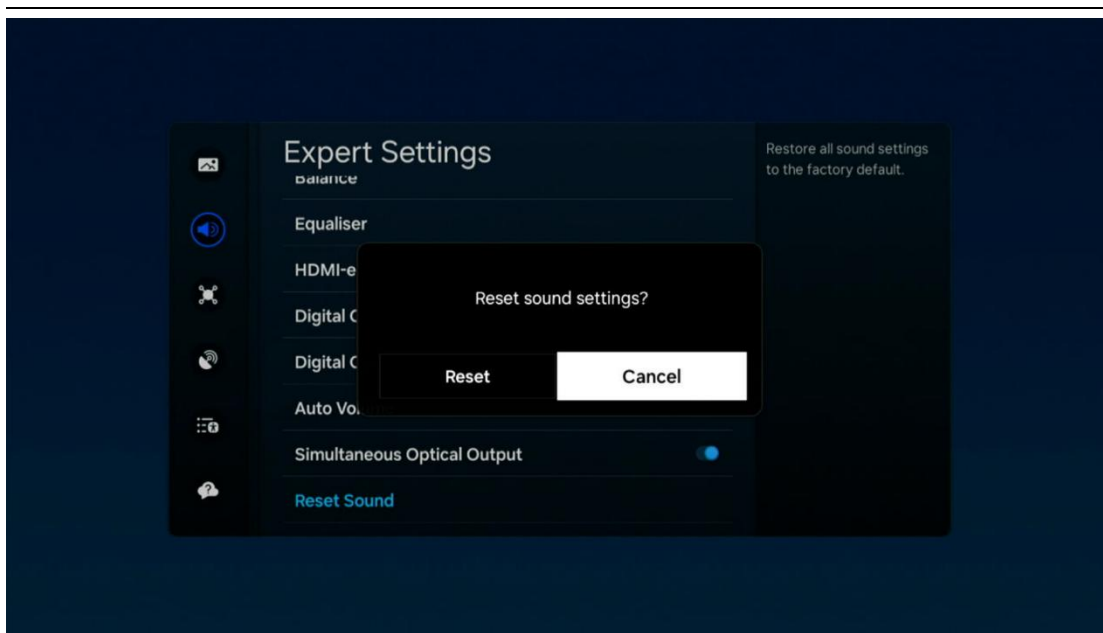 Expert Settings
Restore all sound settings
to the factory default.
Balance
Equaliser
HDMI-e
Reset sound settings?
Digital
Digital
Reset
Cancel
Auto Vo
Simultaneous Optical Output
Reset Sound